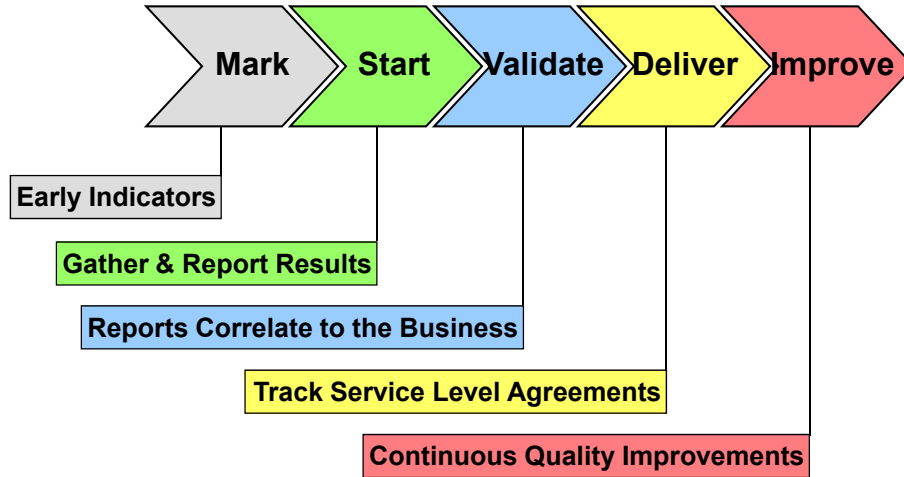 Mark
Start
Validate
Deliver
Improve
Early Indicators
Gather & Report Results
Reports Correlate to the Business
Track Service Level Agreements
Continuous Quality Improvements